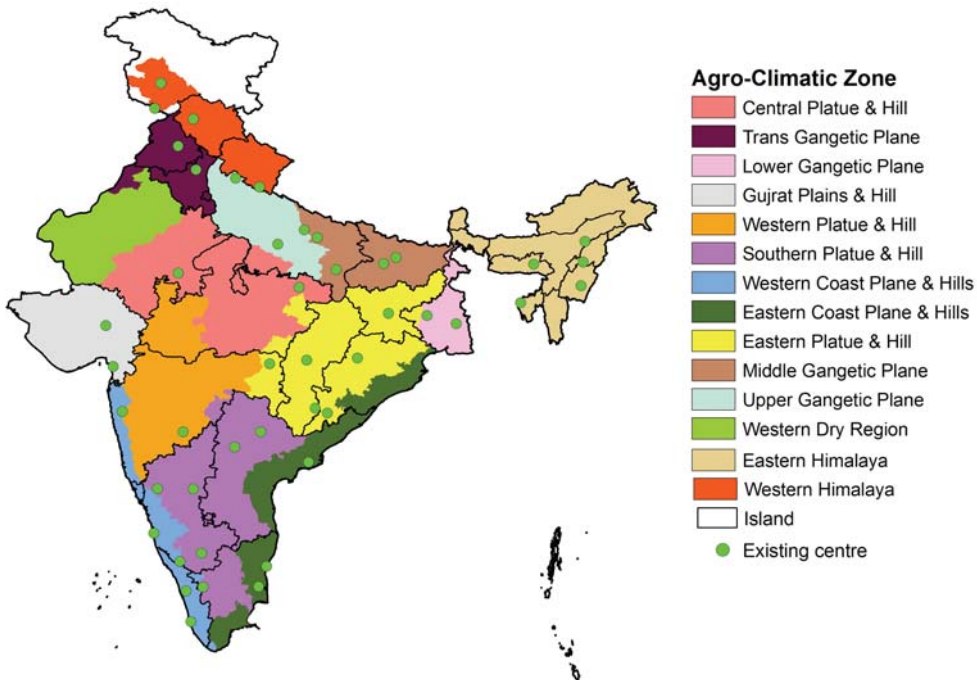 Agro-Climatic Zone
Central Platue & Hill
Trans Gangetic Plane
Lower Gangetic Plane
Gujrat Plains & Hill
Western Platue & Hill
Southern Platue & Hill
Western Coast Plane & Hills
Eastern Coast Plane & Hills
Eastern Platue & Hill
Middle Gangetic Plane
Upper Gangetic Plane
Western Dry Region
Eastern Himalaya
Western Himalaya
Island
Existing centre